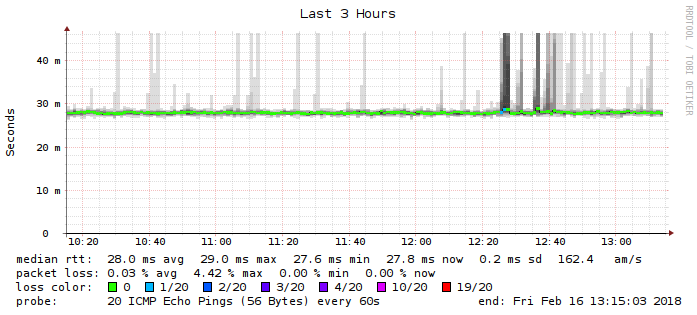 Last 3 Hours
RRDTOOL / TOBI OETIKER
Seconds
40 m
30 m
20 m
10 m
0
10:20 10:40 11:00 11:20 11:40 12:00 12:20 12:40 13:00
median rtt: 28.0 ms avg 29.0 ms max 27.6 ms min 27.8 ms now 0.2 ms sd 162.4 am/s
packet loss: 0.03 % avg 4.42 % max 0.00 % min 0.00 % now
loss color: 0 1/20 2/20 3/20 4/20 10/20 19/20
probe: 20 ICMP Echo Pings (56 Bytes) every 60s end: Fri Feb 16 13:15:03 2018